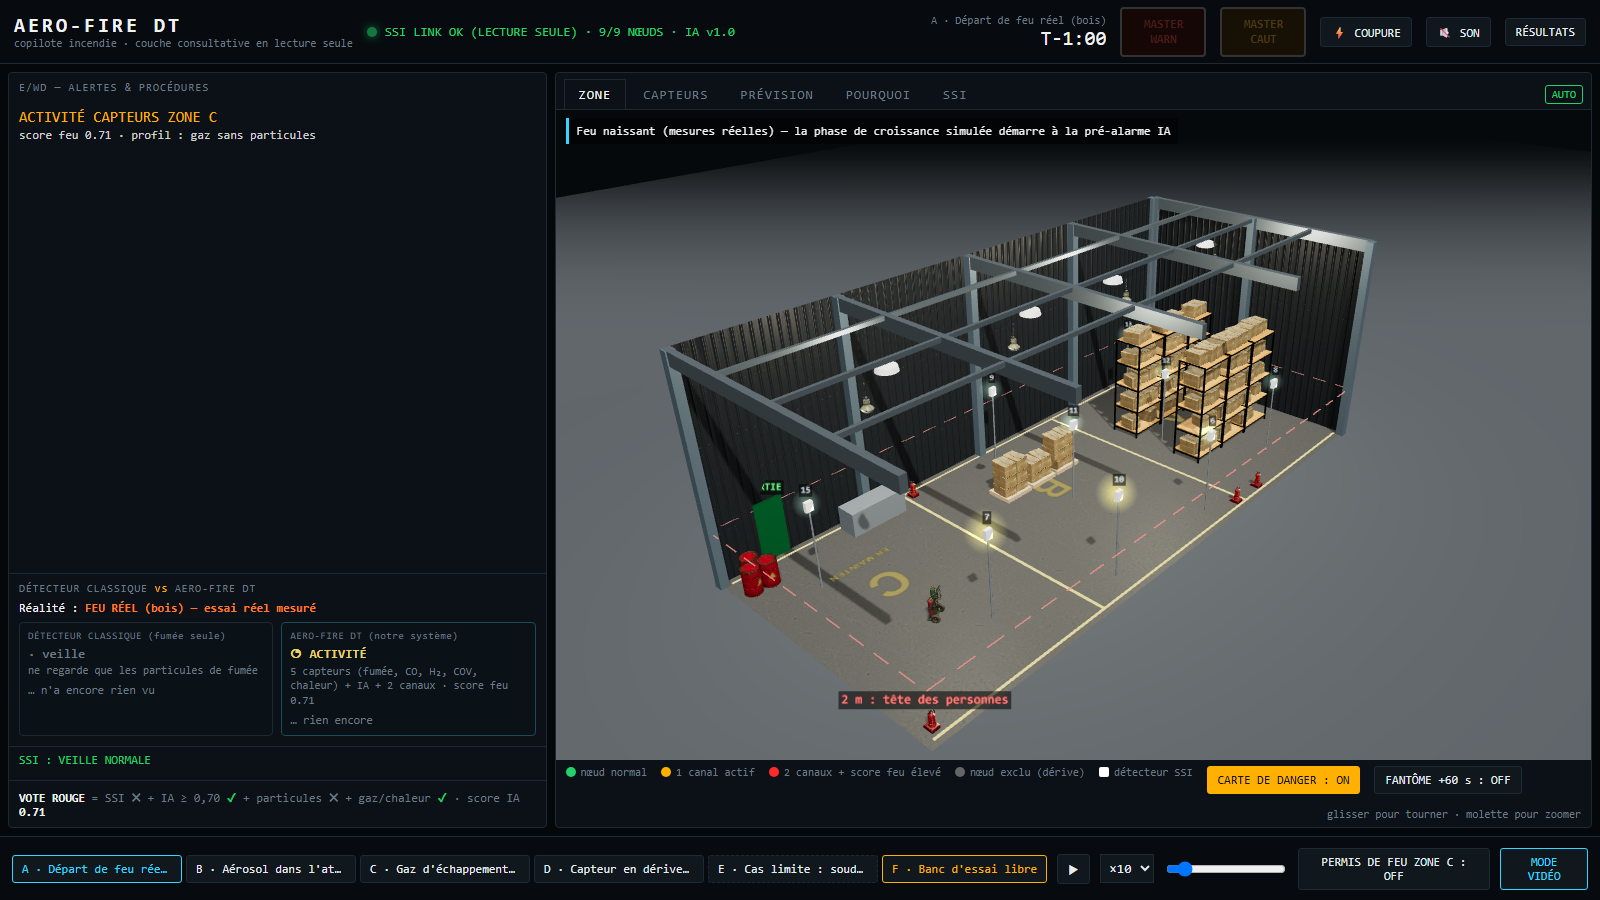 AERO-FIRE DT
copilote incendie · couche consultative en lecture seule
SSI LINK OK (LECTURE SEULE) · 9/9 NŒUDS · IA v1.0
A · Départ de feu réel (bois)
T-1:00
MASTER
WARN
MASTER
CAUT
COUPURE
SON
RÉSULTATS
E/WD — ALERTES & PROCÉDURES
ACTIVITÉ CAPTEURS ZONE C
score feu 0.71 · profil : gaz sans particules
DÉTECTEUR CLASSIQUE vs AERO-FIRE DT
Réalité : FEU RÉEL (bois) — essai réel mesuré
DÉTECTEUR CLASSIQUE (fumée seule)
· veille
ne regarde que les particules de fumée
… n'a encore rien vu
AERO-FIRE DT (notre système)
ACTIVITÉ
5 capteurs (fumée, CO, H₂, COV,
chaleur) + IA + 2 canaux · score feu
0.71
… rien encore
SSI : VEILLE NORMALE
VOTE ROUGE = SSI ✕ + IA ≥ 0,70 ✓ + particules ✕ + gaz/chaleur ✓ · score IA
0.71
ZONE
CAPTEURS
PRÉVISION
POURQUOI
SSI
AUTO
Feu naissant (mesures réelles) — la phase de croissance simulée démarre à la pré-alarme IA
9
11
8
10
7
15
TIE
B
C
2 m : tête des personnes
nœud normal
1 canal actif
2 canaux + score feu élevé
nœud exclu (dérive)
détecteur SSI
CARTE DE DANGER : ON
FANTÔME +60 s : OFF
glisser pour tourner · molette pour zoomer
A · Départ de feu rée…
B · Aérosol dans l'at…
C · Gaz d'échappement…
D · Capteur en dérive…
E · Cas limite : soud…
F · Banc d'essai libre
▶
x10
PERMIS DE FEU ZONE C :
OFF
MODE
VIDÉO